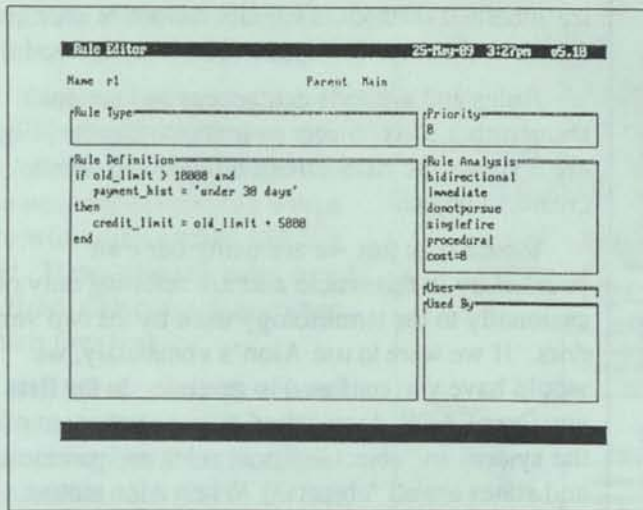 Rule Editor 25-May-89 3:27pm v5.18
Name r1 Parent Main
Rule Type
Priority
0
Rule Definition
if old_limit > 10000 and
payment_hist = 'under 30 days'
then
credit_limit = old_limit + 5000
end
Rule Analysis
bidirectional
immediate
donotpursue
singlefire
procedural
cost=0
Uses
Used By